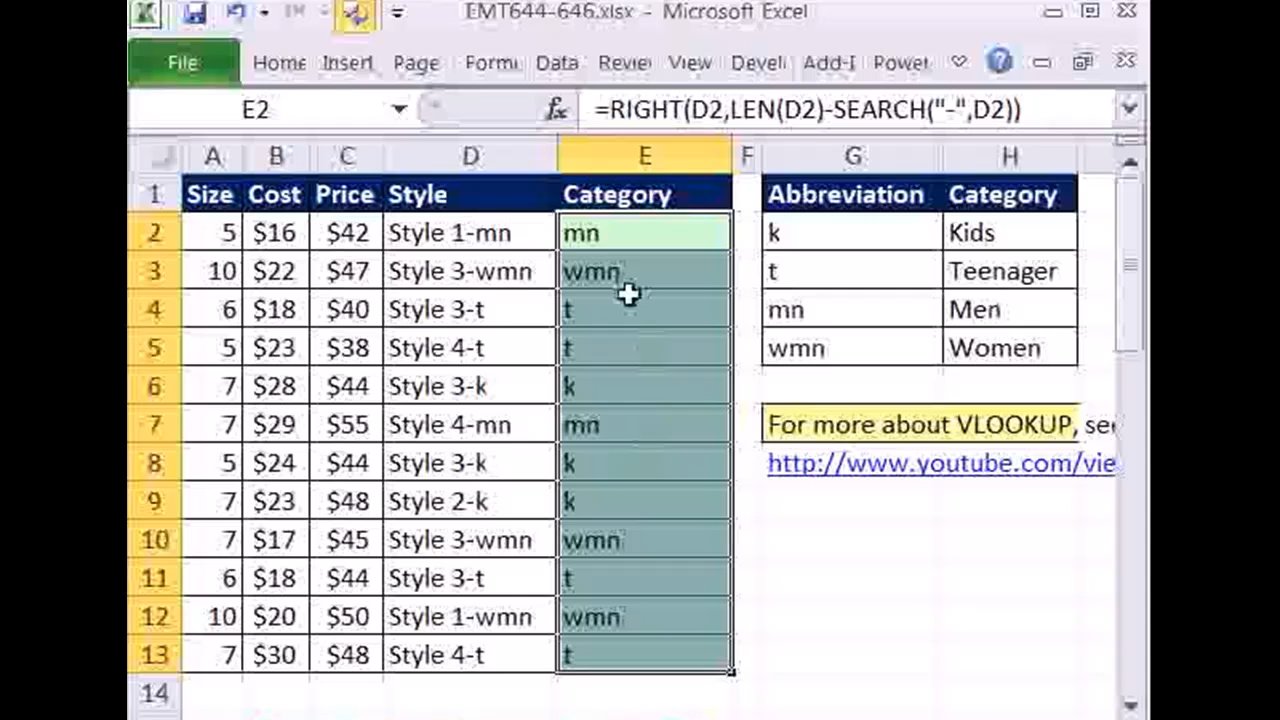 EMT644-646.xlsx - Microsoft Excel
File Home Insert Page Formu Data Review View Develi Add-I Power
E2 fx =RIGHT(D2,LEN(D2)-SEARCH("-",D2))
A B C D E F G H
1 Size Cost Price Style Category Abbreviation Category
2 5 $16 $42 Style 1-mn mn k Kids
3 10 $22 $47 Style 3-wmn wmn t Teenager
4 6 $18 $40 Style 3-t t mn Men
5 5 $23 $38 Style 4-t t wmn Women
6 7 $28 $44 Style 3-k k
7 7 $29 $55 Style 4-mn mn For more about VLOOKUP, see
8 5 $24 $44 Style 3-k k http://www.youtube.com/vie
9 7 $23 $48 Style 2-k k
10 7 $17 $45 Style 3-wmn wmn
11 6 $18 $44 Style 3-t t
12 10 $20 $50 Style 1-wmn wmn
13 7 $30 $48 Style 4-t t
14